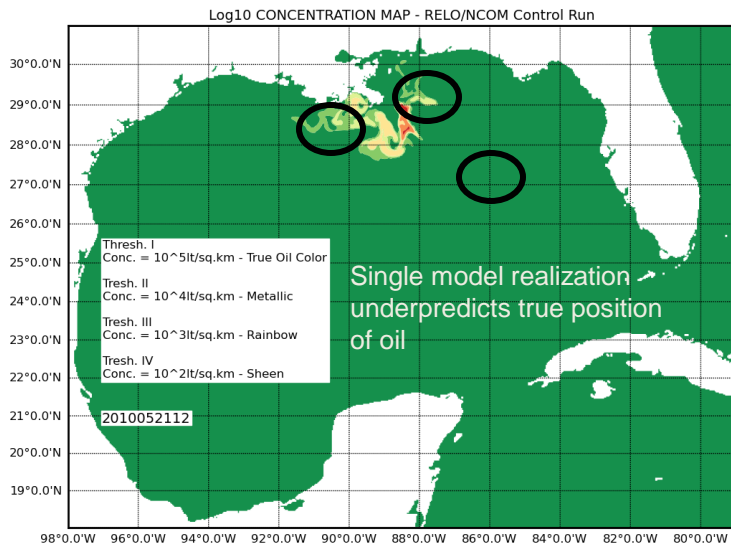 Log10 CONCENTRATION MAP - RELO/NCOM Control Run
30°0.0'N
29°0.0'N
28°0.0'N
27°0.0'N
26°0.0'N
25°0.0'N
24°0.0'N
23°0.0'N
22°0.0'N
21°0.0'N
20°0.0'N
19°0.0'N
Thresh. I
Conc. = 10^5lt/sq.km - True Oil Color
Tresh. II
Conc. = 10^4lt/sq.km - Metallic
Tresh. III
Conc. = 10^3lt/sq.km - Rainbow
Tresh. IV
Conc. = 10^2lt/sq.km - Sheen
2010052112
Single model realization
underpredicts true position
of oil
98°0.0'W 96°0.0'W 94°0.0'W 92°0.0'W 90°0.0'W 88°0.0'W 86°0.0'W 84°0.0'W 82°0.0'W 80°0.0'W